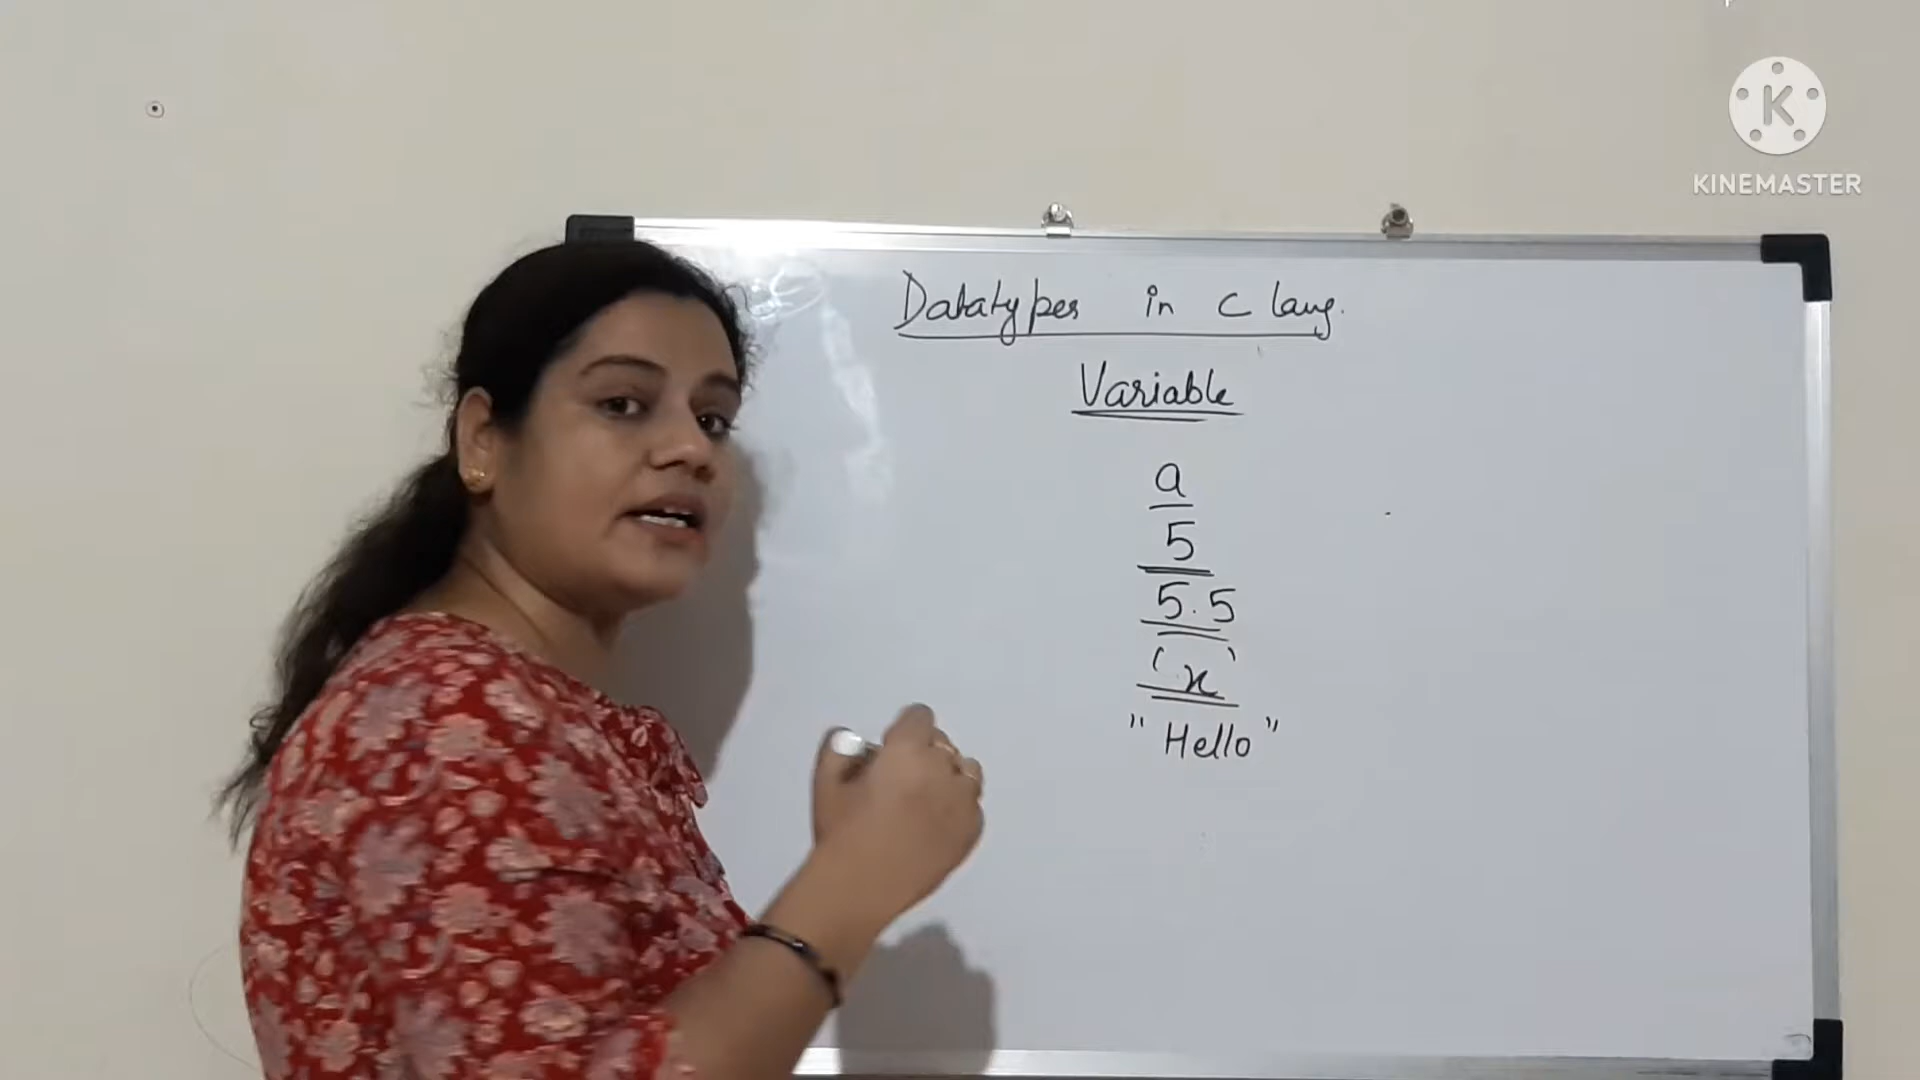 KINEMASTER
Datatypes in C lang.
Variable
a
5
5.5
'x'
"Hello"